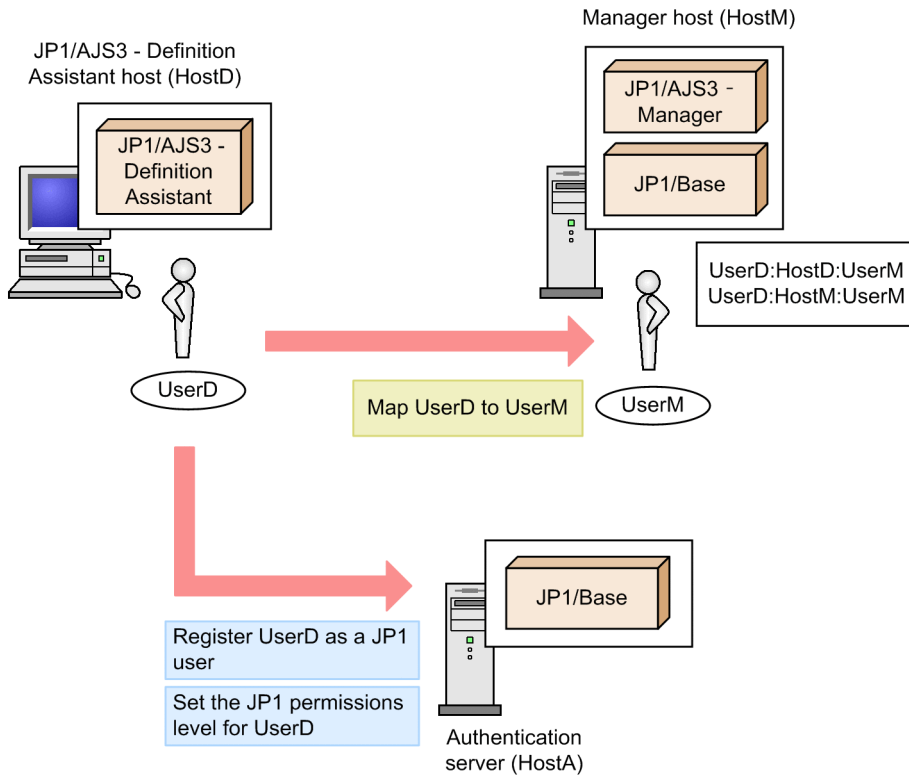 Manager host (HostM)
JP1/AJS3 - Definition
Assistant host (HostD)
JP1/AJS3 -
Manager
JP1/AJS3 -
Definition
Assistant
JP1/Base
UserD:HostD:UserM
UserD:HostM:UserM
UserD
Map UserD to UserM
UserM
JP1/Base
Register UserD as a JP1
user
Set the JP1 permissions
level for UserD
Authentication
server (HostA)